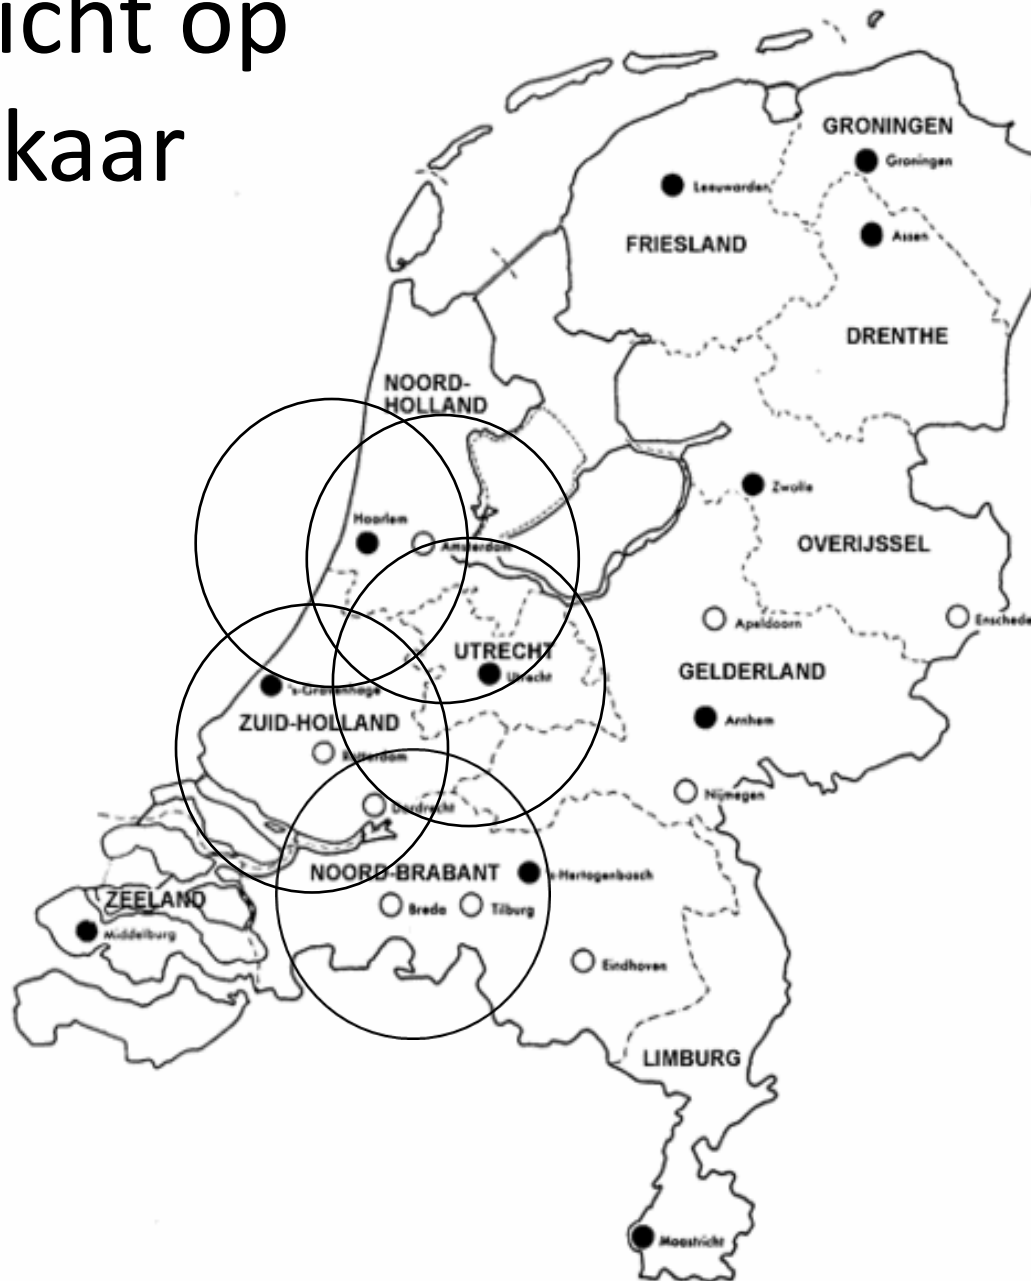 icht op
kaar
GRONINGEN
Groningen
Leeuwarden
Assen
FRIESLAND
DRENTHE
NOORD-
HOLLAND
Zwolle
Haarlem
Amsterdam
OVERIJSSEL
Apeldoorn
Enschede
UTRECHT
Utrecht
GELDERLAND
's-Gravenhage
ZUID-HOLLAND
Arnhem
Rotterdam
Nijmegen
Dordrecht
NOORD-BRABANT
s-Hertogenbosch
ZEELAND
Breda
Tilburg
Middelburg
Eindhoven
LIMBURG
Maastricht